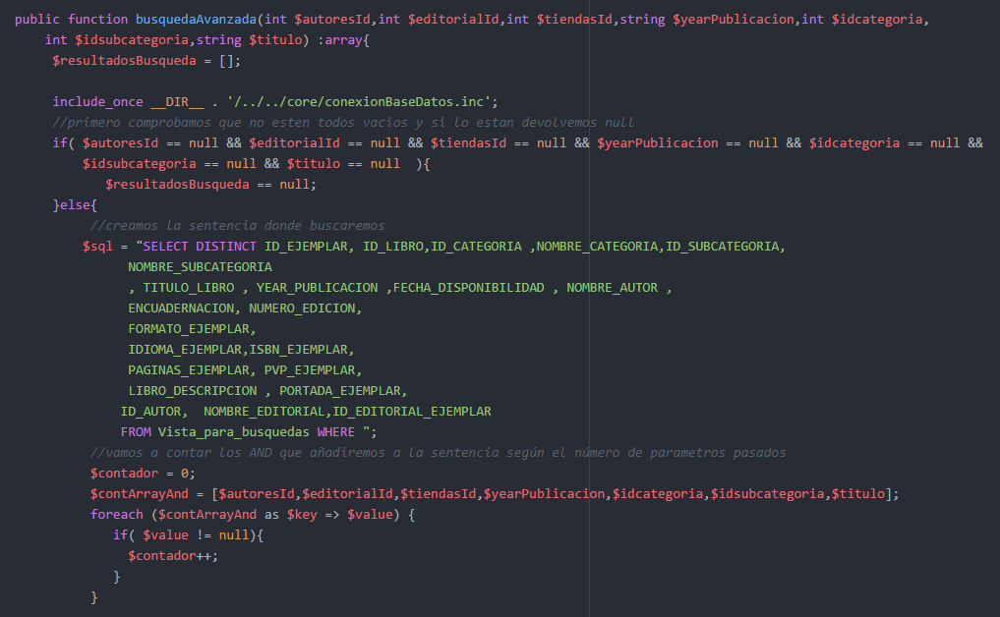 public function busquedaAvanzada(int $autoresId,int $editorialId,int $tiendasId,string $yearPublicacion,int $idcategoria,
int $idsubcategoria,string $titulo) :array{
$resultadosBusqueda = [];
include_once __DIR__ . '/../../core/conexionBaseDatos.inc';
//primero comprobamos que no esten todos vacios y si lo estan devolvemos null
if( $autoresId == null && $editorialId == null && $tiendasId == null && $yearPublicacion == null && $idcategoria == null &&
$idsubcategoria == null && $titulo == null  ){
$resultadosBusqueda == null;
}else{
//creamos la sentencia donde buscaremos
$sql = "SELECT DISTINCT ID_EJEMPLAR, ID_LIBRO,ID_CATEGORIA ,NOMBRE_CATEGORIA,ID_SUBCATEGORIA,
NOMBRE_SUBCATEGORIA
, TITULO_LIBRO , YEAR_PUBLICACION ,FECHA_DISPONIBILIDAD , NOMBRE_AUTOR ,
ENCUADERNACION, NUMERO_EDICION,
FORMATO_EJEMPLAR,
IDIOMA_EJEMPLAR,ISBN_EJEMPLAR,
PAGINAS_EJEMPLAR, PVP_EJEMPLAR,
LIBRO_DESCRIPCION , PORTADA_EJEMPLAR,
ID_AUTOR,  NOMBRE_EDITORIAL,ID_EDITORIAL_EJEMPLAR
FROM Vista_para_busquedas WHERE ";
//vamos a contar los AND que añadiremos a la sentencia según el número de parametros pasados
$contador = 0;
$contArrayAnd = [$autoresId,$editorialId,$tiendasId,$yearPublicacion,$idcategoria,$idsubcategoria,$titulo];
foreach ($contArrayAnd as $key => $value) {
if( $value != null){
$contador++;
}
}